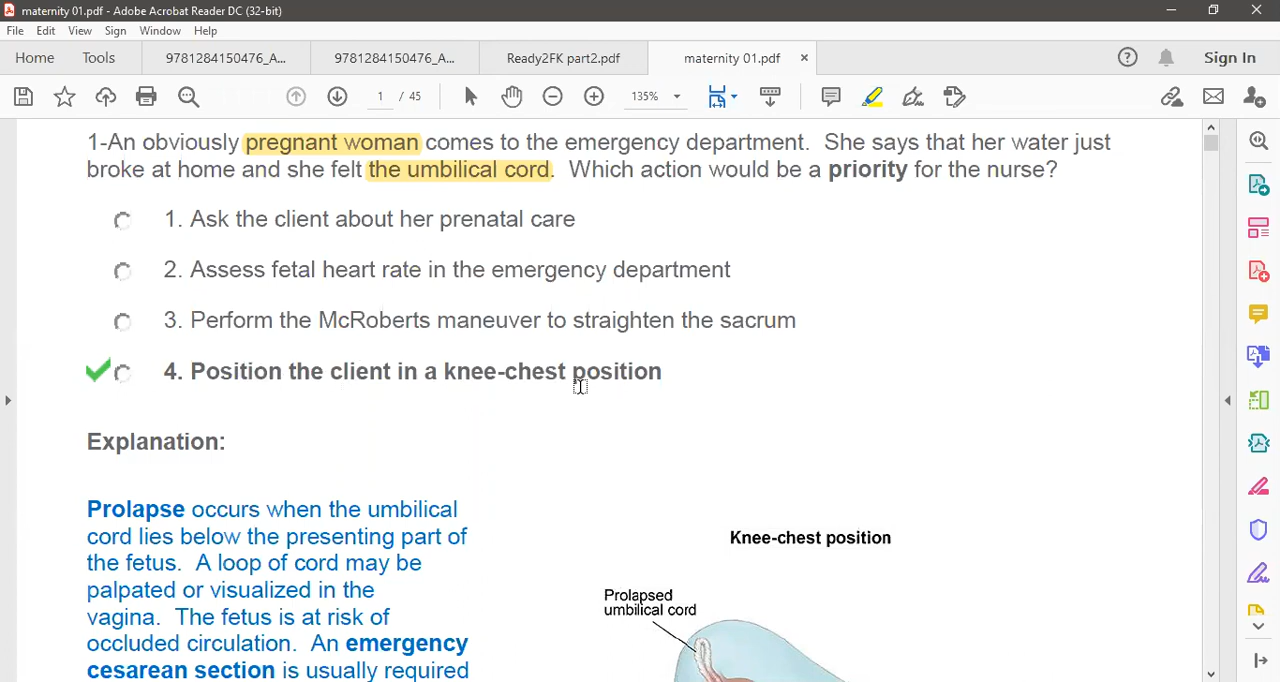 maternity 01.pdf - Adobe Acrobat Reader DC (32-bit)
File Edit View Sign Window Help
Home Tools 9781284150476_A... 9781284150476_A... Ready2FK part2.pdf maternity 01.pdf × Sign In
1 / 45 135%
1-An obviously pregnant woman comes to the emergency department. She says that her water just
broke at home and she felt the umbilical cord. Which action would be a priority for the nurse?
1. Ask the client about her prenatal care
2. Assess fetal heart rate in the emergency department
3. Perform the McRoberts maneuver to straighten the sacrum
4. Position the client in a knee-chest position
Explanation:
Prolapse occurs when the umbilical
cord lies below the presenting part of
the fetus. A loop of cord may be
palpated or visualized in the
vagina. The fetus is at risk of
occluded circulation. An emergency
cesarean section is usually required
Knee-chest position
Prolapsed
umbilical cord